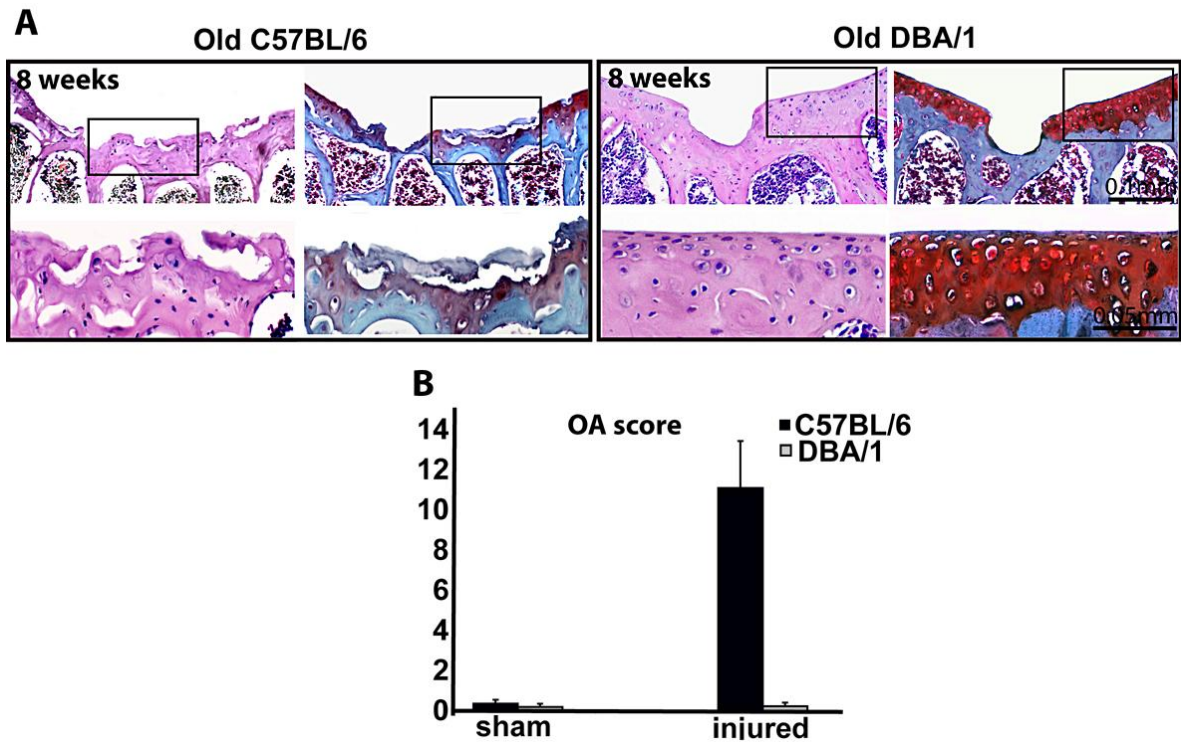 A
Old C57BL/6
Old DBA/1
8 weeks
8 weeks
0.1mm
0.05mm
B
OA score
C57BL/6
DBA/1
14
12
10
8
6
4
2
0
sham
injured